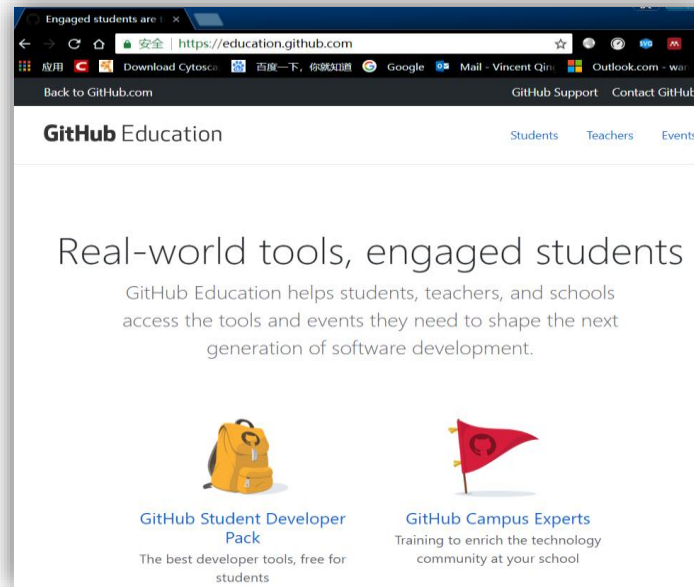 Engaged students are t
安全 | https://education.github.com
应用 Download Cytosca 百度一下，你就知道 Google Mail - Vincent Qin Outlook.com - war
Back to GitHub.com GitHub Support Contact GitHub
GitHub Education Students Teachers Events
Real-world tools, engaged students
GitHub Education helps students, teachers, and schools
access the tools and events they need to shape the next
generation of software development.
GitHub Student Developer
Pack
The best developer tools, free for
students
GitHub Campus Experts
Training to enrich the technology
community at your school